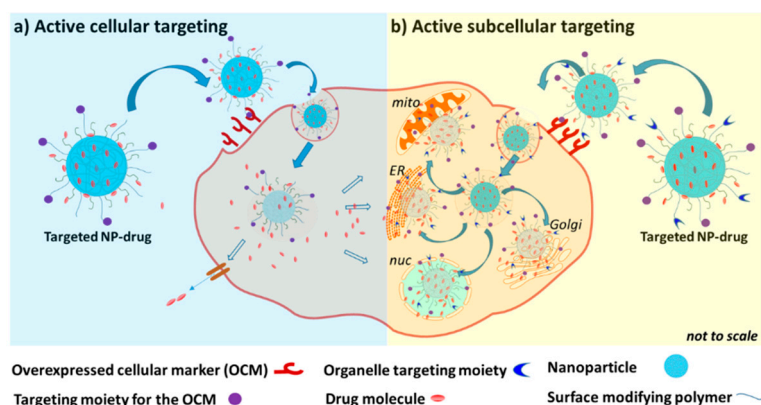 a) Active cellular targeting
b) Active subcellular targeting
mito
ER
Golgi
nuc
Targeted NP-drug
Targeted NP-drug
not to scale
Overexpressed cellular marker (OCM)
Organelle targeting moiety
Nanoparticle
Targeting moiety for the OCM
Drug molecule
Surface modifying polymer